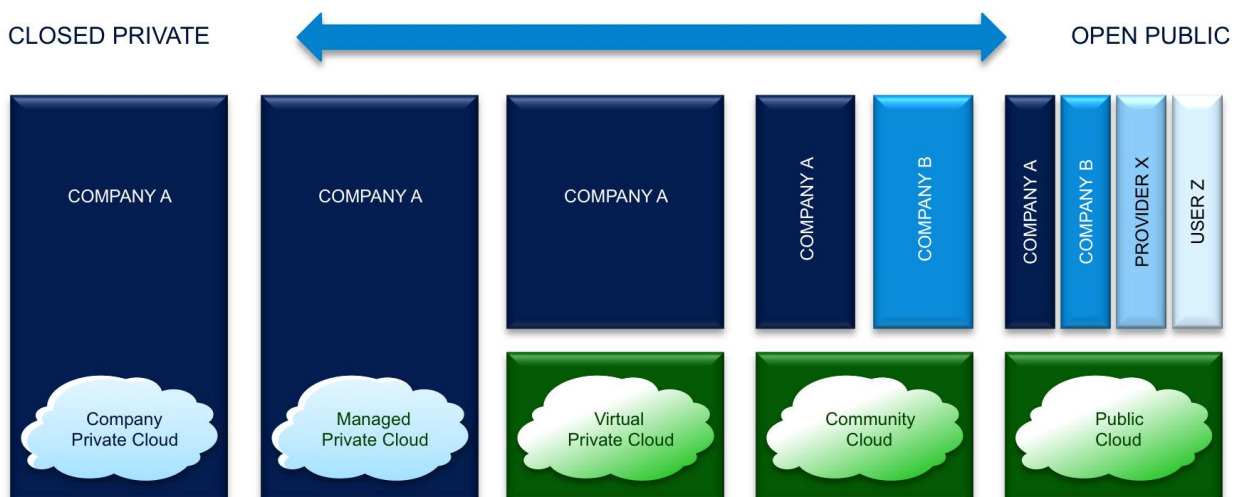 CLOSED PRIVATE
OPEN PUBLIC
COMPANY A
COMPANY A
COMPANY A
COMPANY A
COMPANY B
COMPANY A
COMPANY B
PROVIDER X
USER Z
Company
Private Cloud
Managed
Private Cloud
Virtual
Private Cloud
Community
Cloud
Public
Cloud